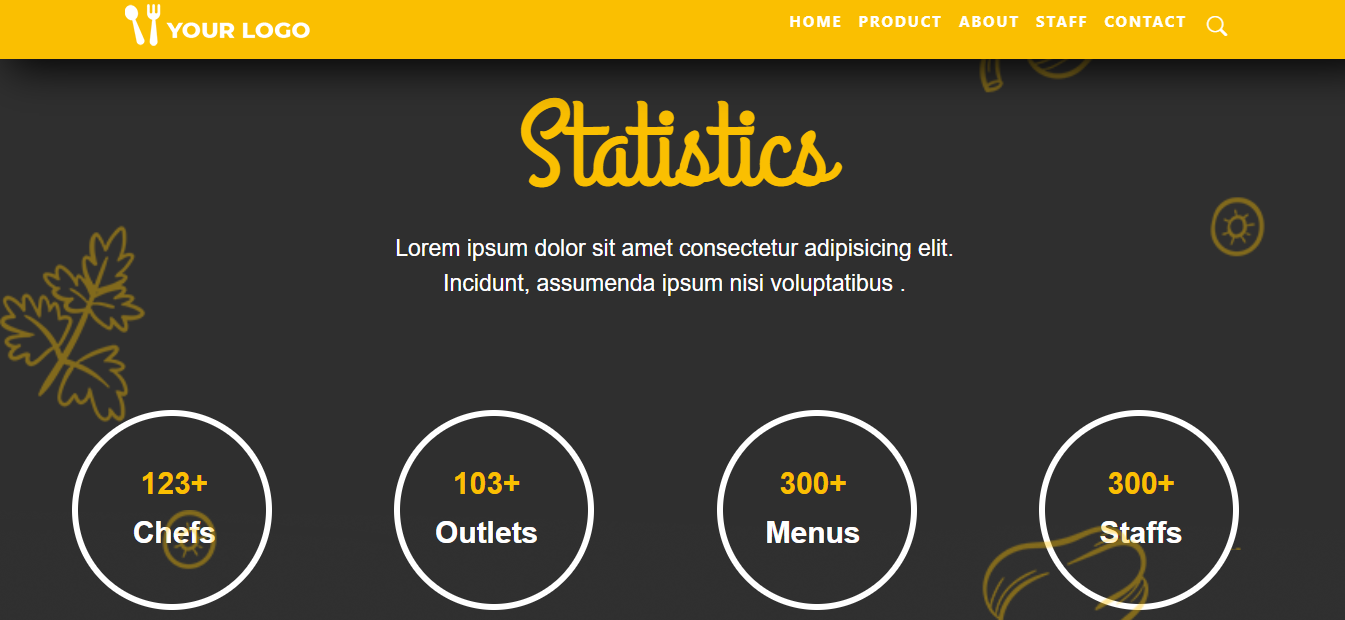 YOUR LOGO
HOME PRODUCT ABOUT STAFF CONTACT
Statistics
Lorem ipsum dolor sit amet consectetur adipisicing elit.
Incidunt, assumenda ipsum nisi voluptatibus .
123+
Chefs
103+
Outlets
300+
Menus
300+
Staffs